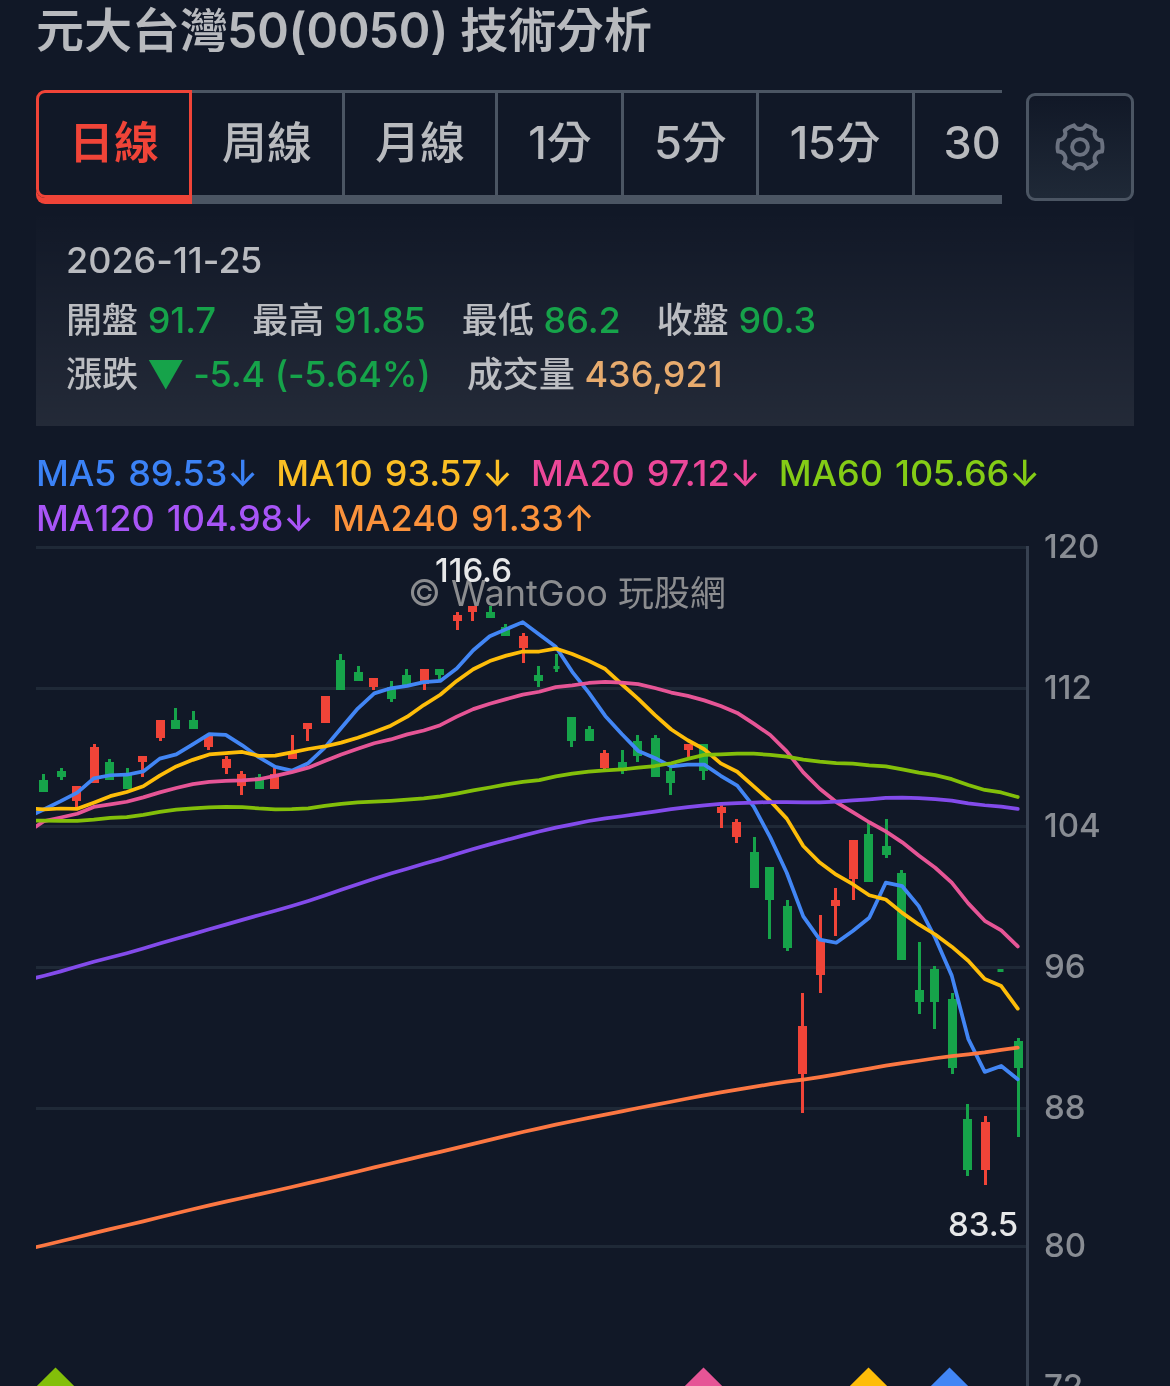 元大台灣50(0050) 技術分析
日線 周線 月線 1分 5分 15分 30
2026-11-25
開盤 91.7 最高 91.85 最低 86.2 收盤 90.3
漲跌 ▼ -5.4 (-5.64%) 成交量 436,921
MA5 89.53↓ MA10 93.57↓ MA20 97.12↓ MA60 105.66↓
MA120 104.98↓ MA240 91.33↑
120
116.6
© WantGoo 玩股網
112
104
96
88
83.5
80
72